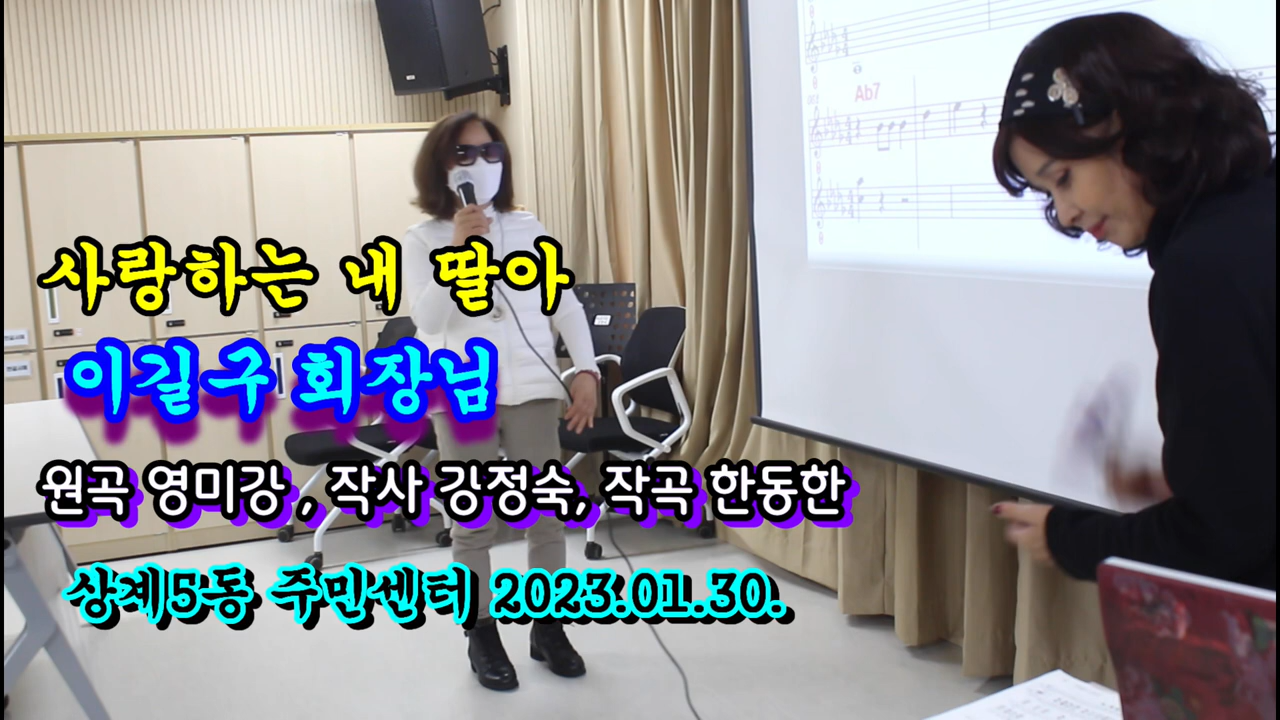 Ab7
사랑하는 내 딸아
이길구 회장님
원곡 영미강 , 작사 강정숙, 작곡 한동한
상계5동 주민센터 2023.01.30.